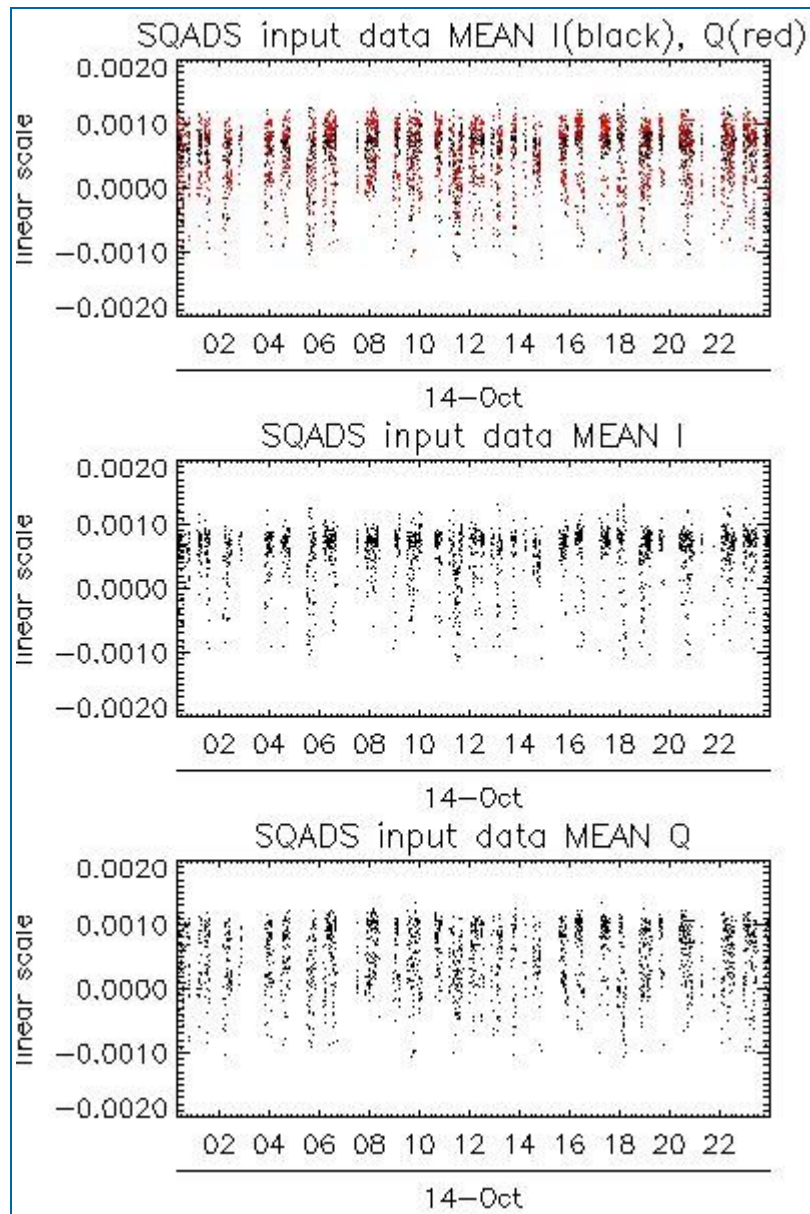 SQADS input data MEAN I(black), Q(red)
0.0020
0.0010
0.0000
−0.0010
−0.0020
linear scale
02 04 06 08 10 12 14 16 18 20 22
14−Oct
SQADS input data MEAN I
0.0020
0.0010
0.0000
−0.0010
−0.0020
linear scale
02 04 06 08 10 12 14 16 18 20 22
14−Oct
SQADS input data MEAN Q
0.0020
0.0010
0.0000
−0.0010
−0.0020
linear scale
02 04 06 08 10 12 14 16 18 20 22
14−Oct